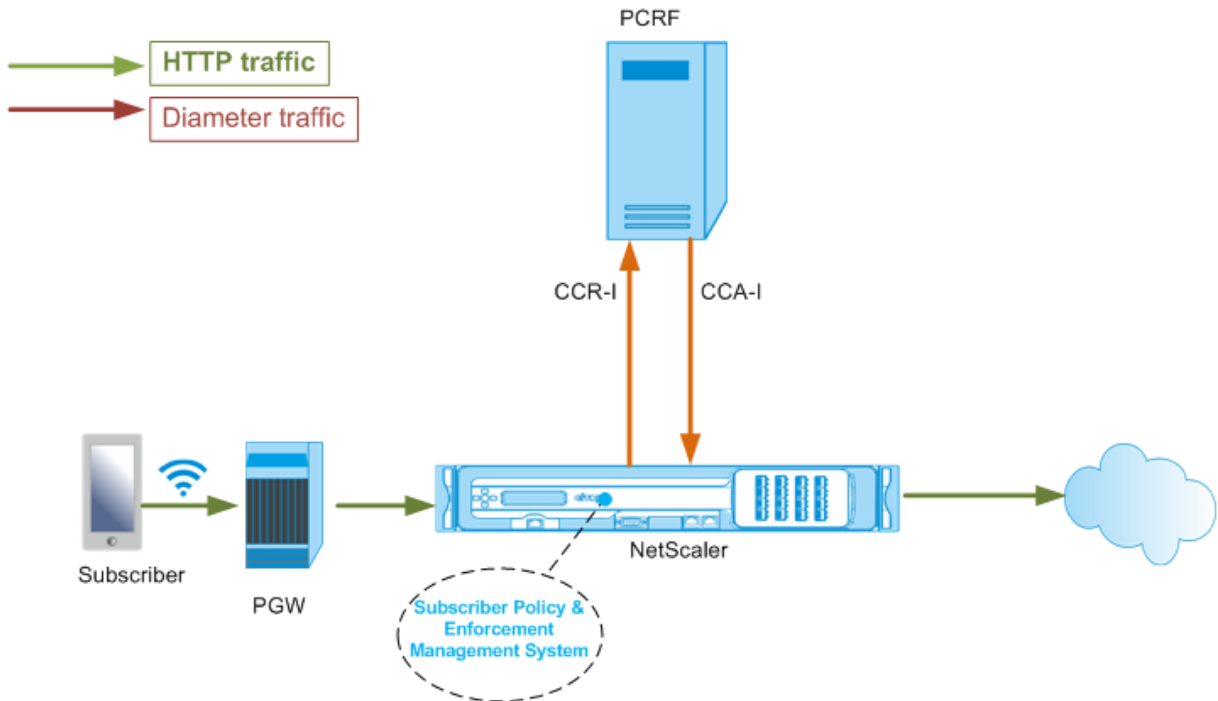 PCRF
HTTP traffic
Diameter traffic
CCR-I
CCA-I
Subscriber
PGW
NetScaler
Subscriber Policy &
Enforcement
Management System